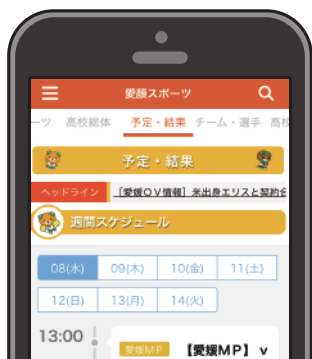 愛顔スポーツ
ーツ 高校総体 予定・結果 チーム・選手 高校
予定・結果
ヘッドライン 【愛媛ＯＶ情報】米出身エリスと契約合
週間スケジュール
08(水) 09(木) 10(金) 11(土)
12(日) 13(月) 14(火)
13:00
愛媛MP 【愛媛MP】 v